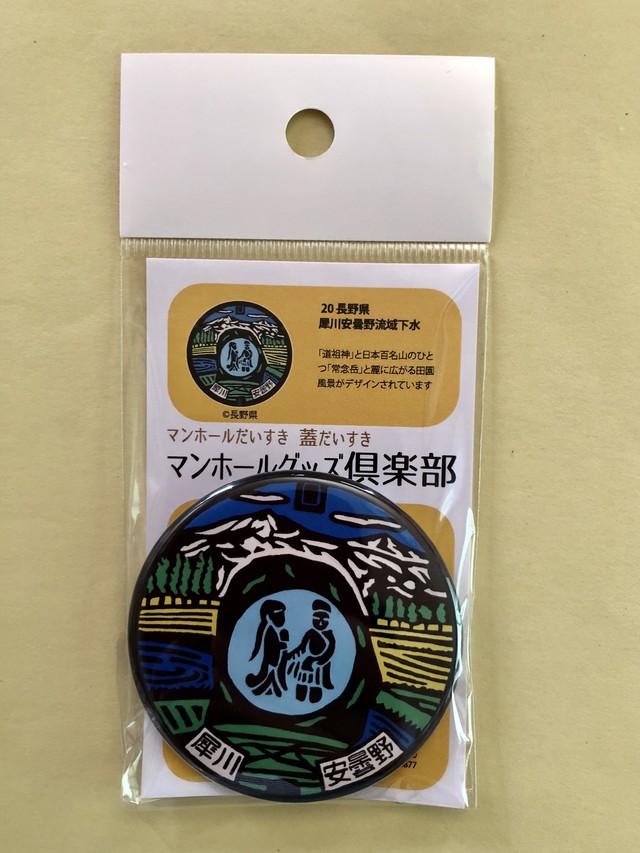 20 長野県
犀川安曇野流域下水
「道祖神」と日本百名山のひと
つ「常念岳」と麓に広がる田園
風景がデザインされています
犀川
安曇野
©長野県
マンホールだいすき 蓋だいすき
マンホールグッズ倶楽部
犀川
安曇野